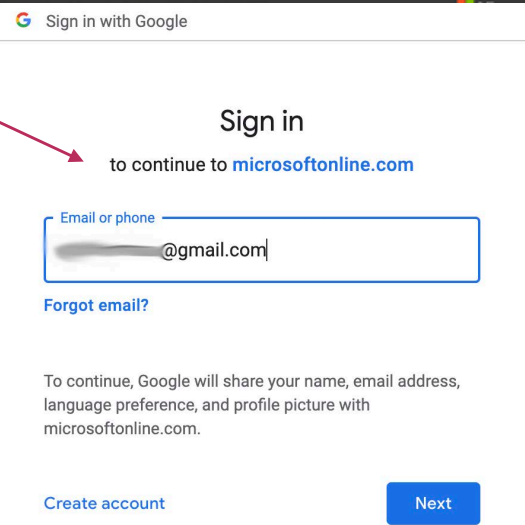 Sign in with Google
Sign in
to continue to microsoftonline.com
Email or phone
@gmail.com
Forgot email?
To continue, Google will share your name, email address,
language preference, and profile picture with
microsoftonline.com.
Create account
Next